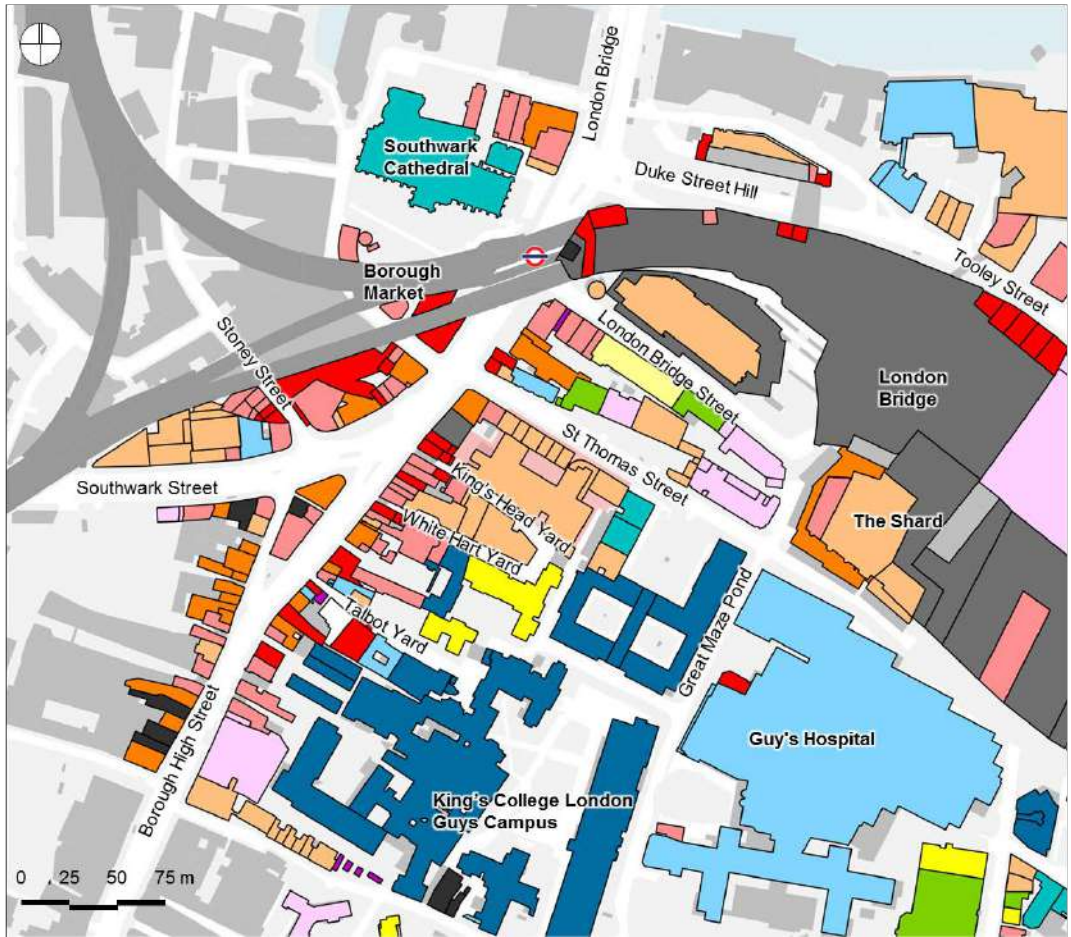 London Bridge
Southwark
Cathedral
Duke Street Hill
Tooley Street
Borough
Market
Stoney Street
London Bridge Street
London
Bridge
St Thomas Street
Southwark Street
King's Head Yard
White Hart Yard
The Shard
Talbot Yard
Great Maze Pond
Guy's Hospital
Borough High Street
King's College London
Guys Campus
0 25 50 75 m